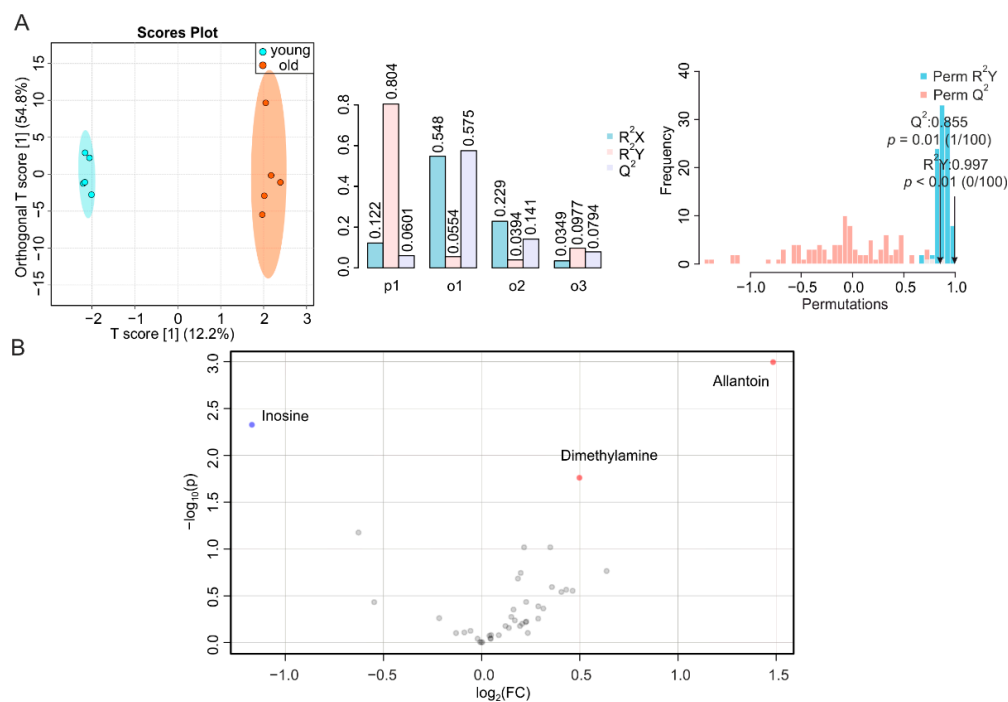 A
Scores Plot
young
old
Orthogonal T score [1] (54.8%)
15
10
5
0
−5
−10
−15
−2
−1
0
1
2
3
T score [1] (12.2%)
0.8
0.6
0.4
0.2
0.0
0.122
0.804
0.0601
0.548
0.0554
0.575
0.229
0.0394
0.141
0.0349
0.0977
0.0794
p1
o1
o2
o3
R²X
R²Y
Q²
Frequency
40
30
20
10
0
Perm R²Y
Perm Q²
Q²:0.855
p = 0.01 (1/100)
R²Y:0.997
p < 0.01 (0/100)
−1.0
−0.5
0.0
0.5
1.0
Permutations
B
−log₁₀(p)
3.0
2.5
2.0
1.5
1.0
0.5
0.0
Allantoin
Inosine
Dimethylamine
−1.0
−0.5
0.0
0.5
1.0
1.5
log₂(FC)